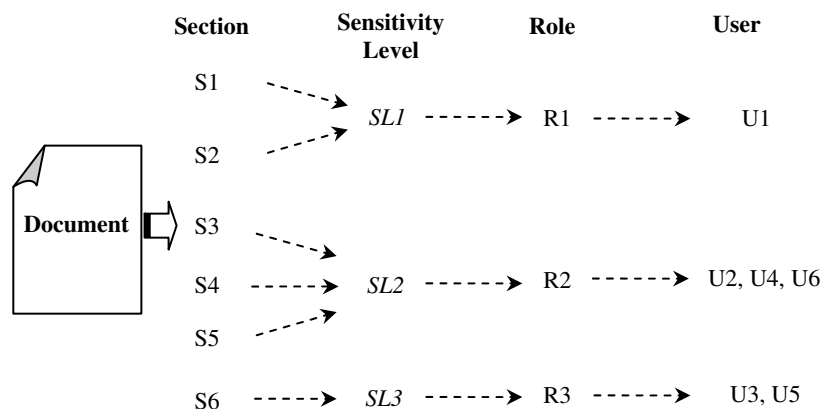 Section Sensitivity Level Role User
S1
SL1 R1 U1
S2
Document
S3
S4 SL2 R2 U2, U4, U6
S5
S6 SL3 R3 U3, U5